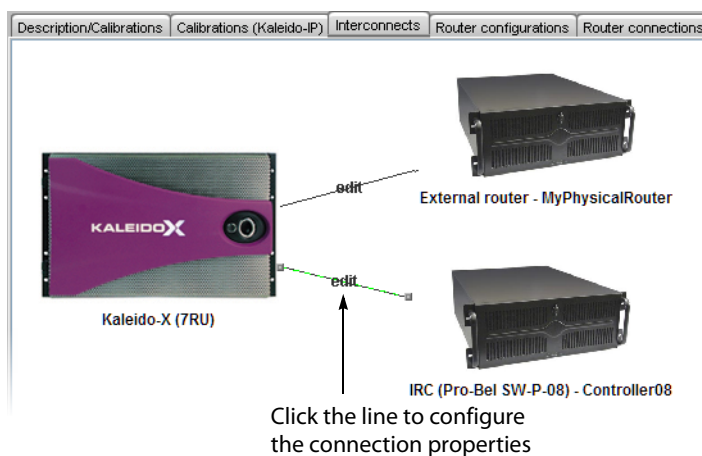 Description/Calibrations
Calibrations (Kaleido-IP)
Interconnects
Router configurations
Router connections
edit
External router - MyPhysicalRouter
KALEIDOX
edit
Kaleido-X (7RU)
IRC (Pro-Bel SW-P-08) - Controller08
Click the line to configure
the connection properties